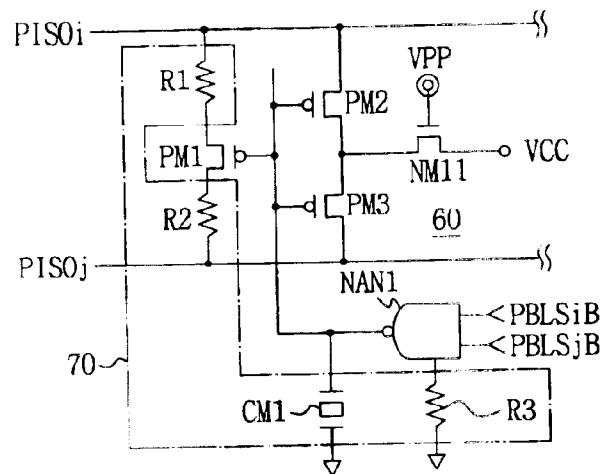 PISOi
VPP
R1
PM2
PM1
VCC
NM11
R2
PM3
60
PISOj
NAN1
PBLSiB
PBLSjB
70
CM1
R3